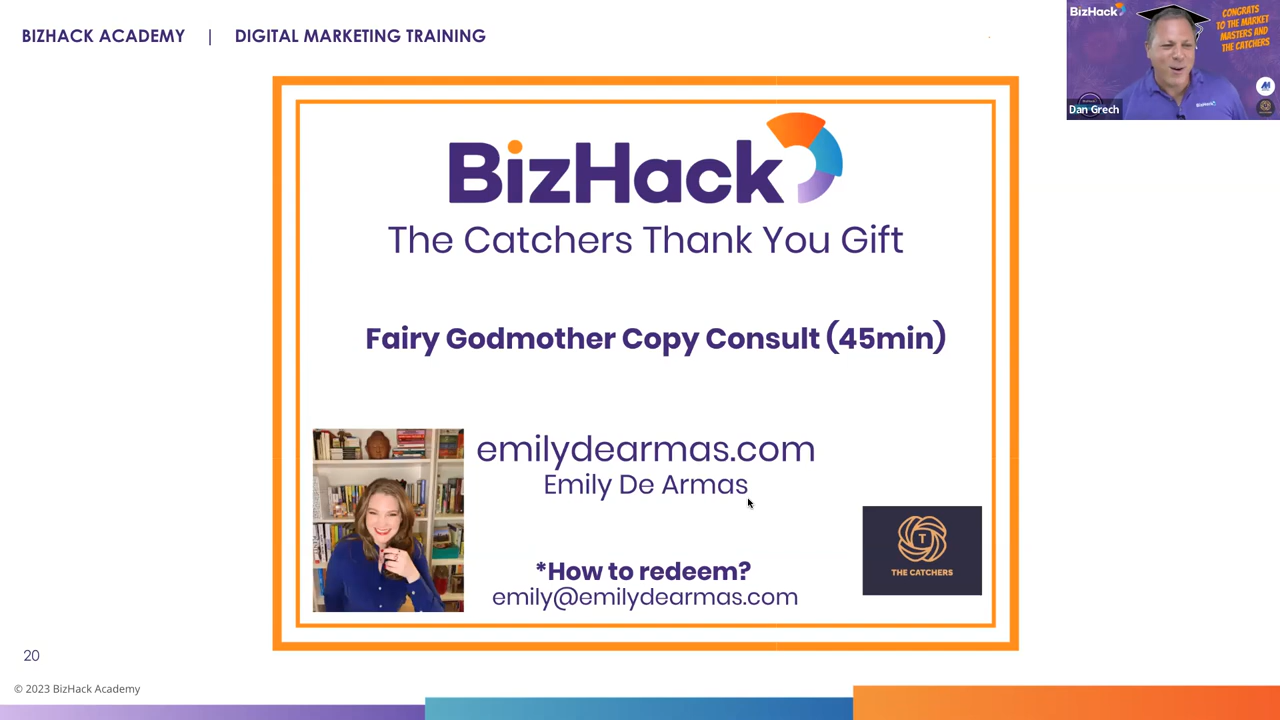 BIZHACK ACADEMY | DIGITAL MARKETING TRAINING
BizHack
CONGRATS
TO THE MARKET
MASTERS AND
THE CATCHERS
BizHack
Dan Grech
BizHack
The Catchers Thank You Gift
Fairy Godmother Copy Consult (45min)
emilydearmas.com
Emily De Armas
T
THE CATCHERS
*How to redeem?
emily@emilydearmas.com
20
© 2023 BizHack Academy